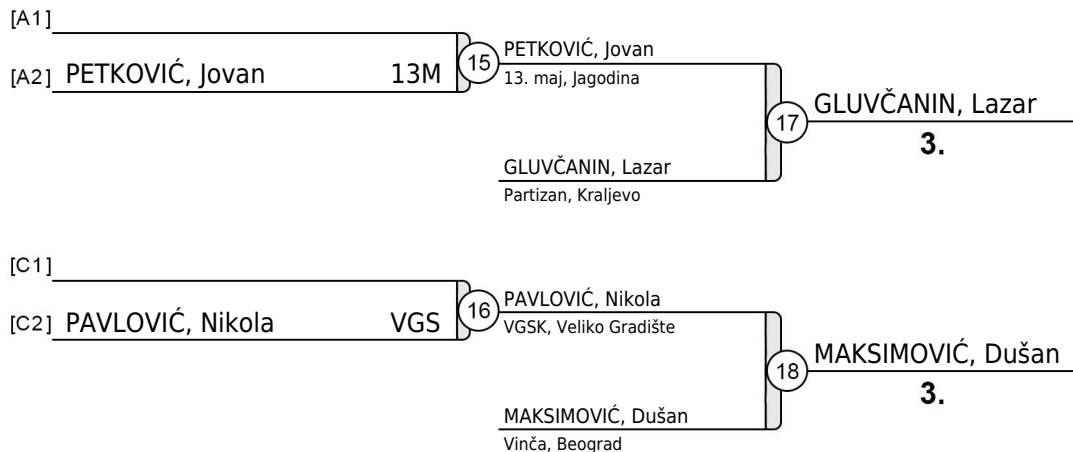 [A1]
[A2] PETKOVIĆ, Jovan 13M
15
PETKOVIĆ, Jovan
13. maj, Jagodina
GLUVČANIN, Lazar
Partizan, Kraljevo
17
GLUVČANIN, Lazar
3.
[C1]
[C2] PAVLOVIĆ, Nikola VGS
16
PAVLOVIĆ, Nikola
VGSK, Veliko Gradište
MAKSIMOVIĆ, Dušan
Vinča, Beograd
18
MAKSIMOVIĆ, Dušan
3.